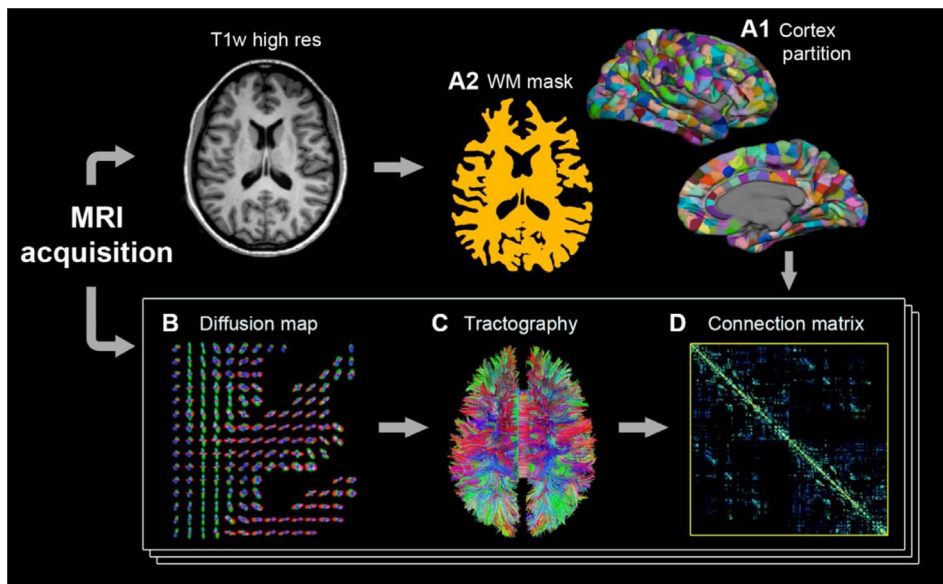 T1w high res
A2 WM mask
A1 Cortex
partition
MRI
acquisition
B Diffusion map
C Tractography
D Connection matrix